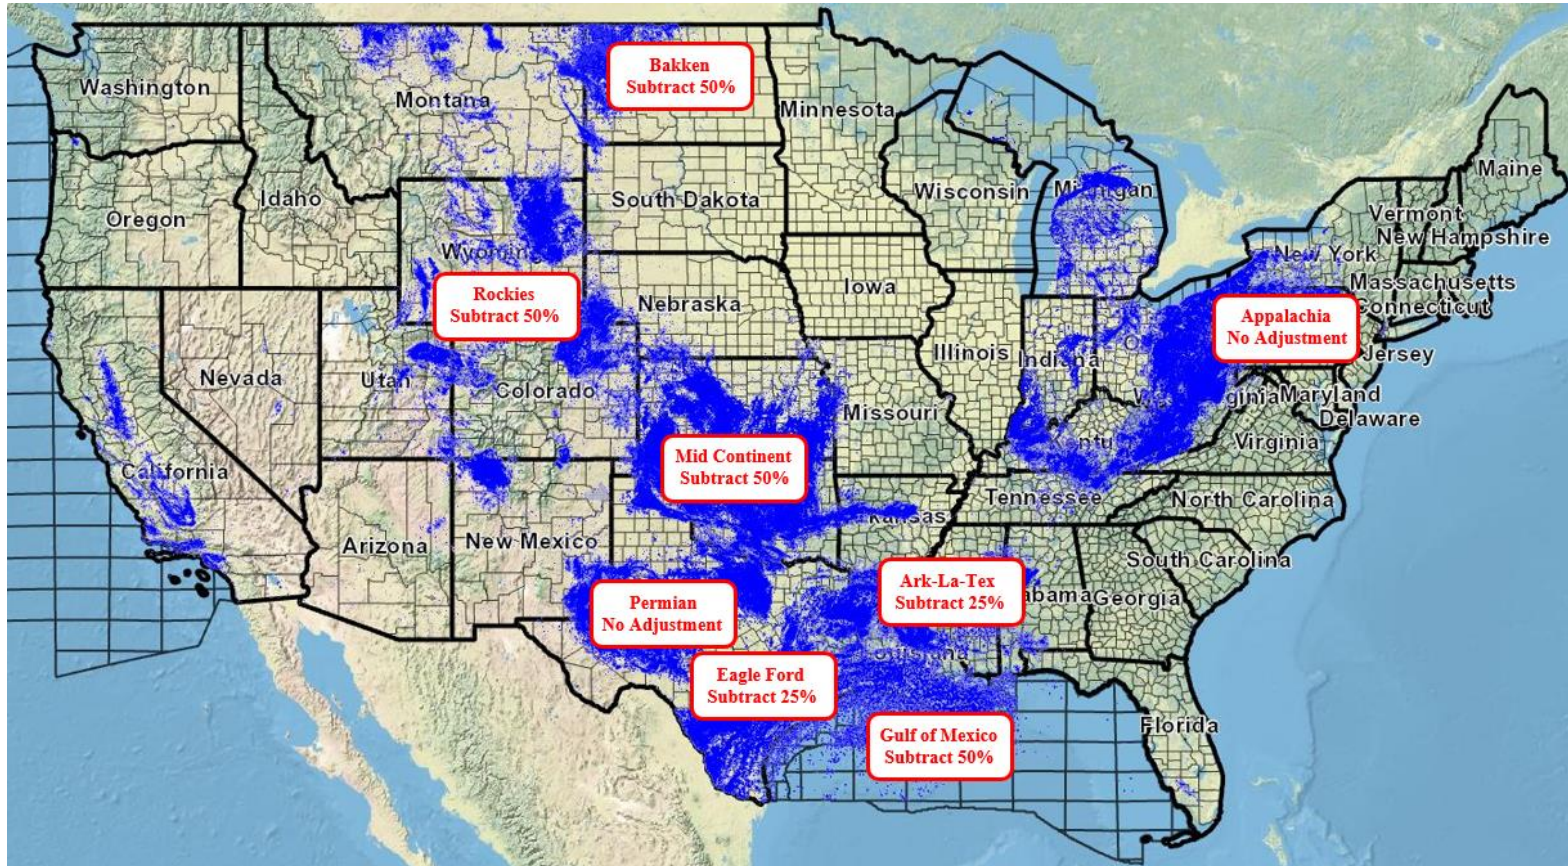 Bakken
Subtract 50%
Washington
Montana
Minnesota
Maine
Wisconsin
Michigan
Idaho
South Dakota
Oregon
Vermont
New Hampshire
Wyoming
New York
Iowa
Massachusetts
Connecticut
Nebraska
Rockies
Subtract 50%
Appalachia
No Adjustment
Illinois
Indiana
Jersey
Nevada
Utah
Colorado
Maryland
Delaware
Missouri
Virginia
Mid Continent
Subtract 50%
California
Tennessee
North Carolina
Arizona
New Mexico
South Carolina
Ark-La-Tex
Subtract 25%
Georgia
Permian
No Adjustment
Louisiana
Eagle Ford
Subtract 25%
Florida
Gulf of Mexico
Subtract 50%